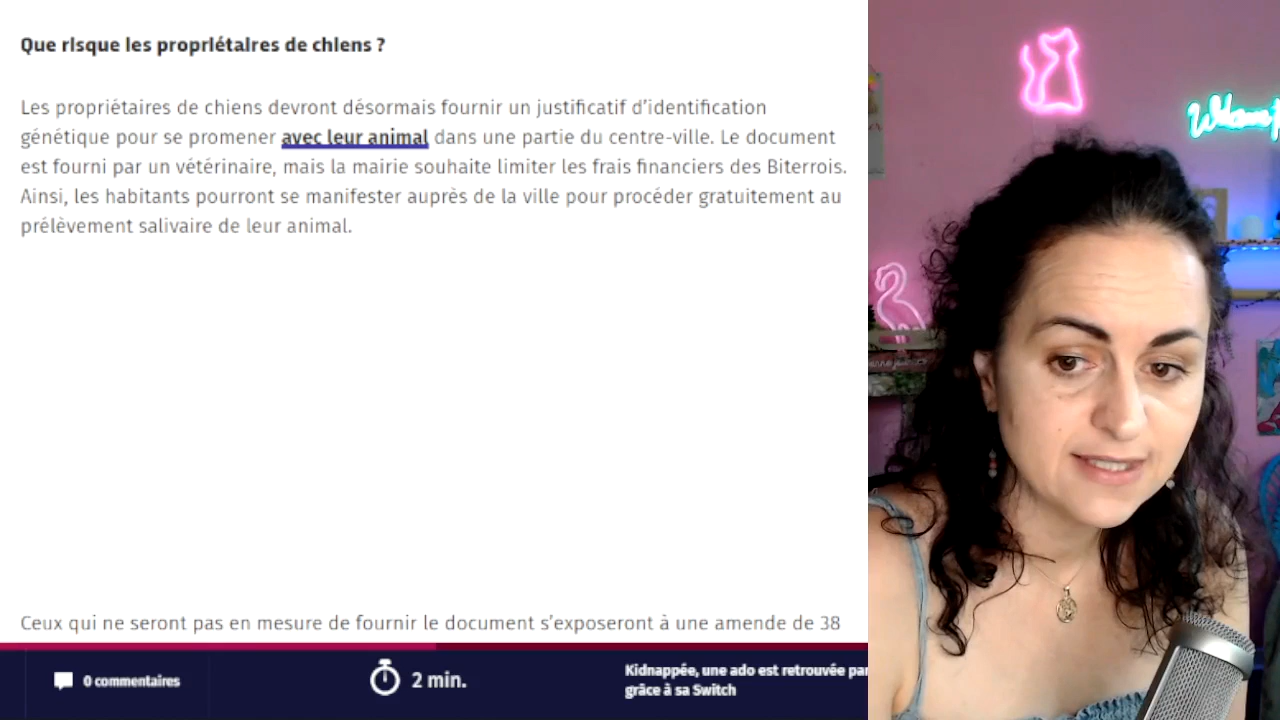 Que risque les propriétaires de chiens ?
Les propriétaires de chiens devront désormais fournir un justificatif d'identification
génétique pour se promener avec leur animal dans une partie du centre-ville. Le document
est fourni par un vétérinaire, mais la mairie souhaite limiter les frais financiers des Biterrois.
Ainsi, les habitants pourront se manifester auprès de la ville pour procéder gratuitement au
prélèvement salivaire de leur animal.
Ceux qui ne seront pas en mesure de fournir le document s'exposeront à une amende de 38
0 commentaires
2 min.
Kidnappée, une ado est retrouvée par
grâce à sa Switch